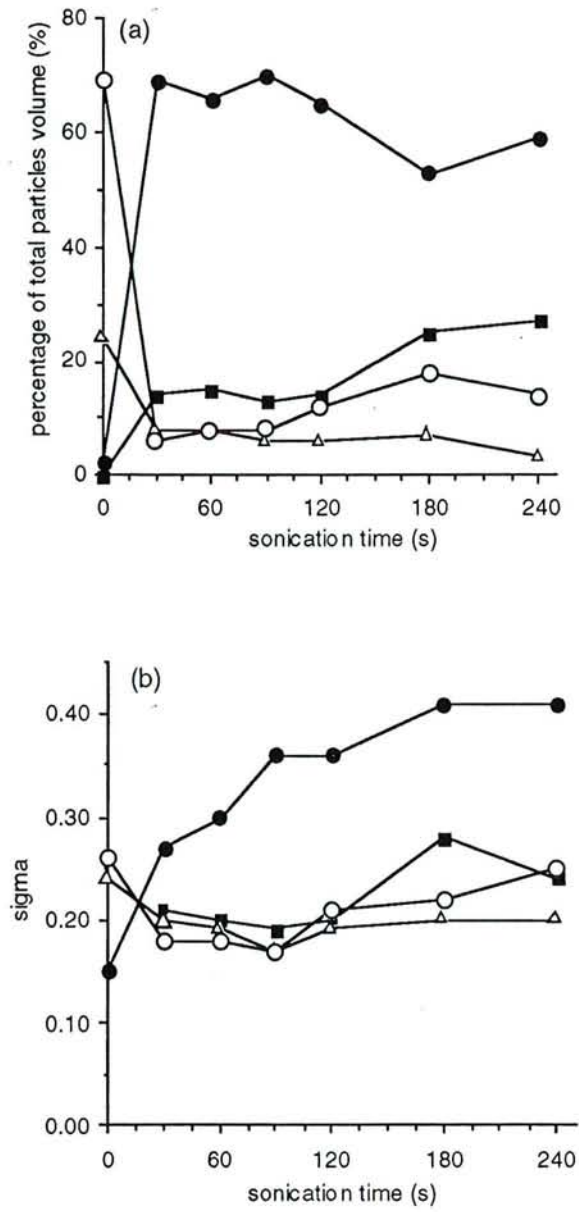 (a)
percentage of total particles volume (%)
80
60
40
20
0
0 60 120 180 240
sonication time (s)
(b)
sigma
0.40
0.30
0.20
0.10
0.00
0 60 120 180 240
sonication time (s)